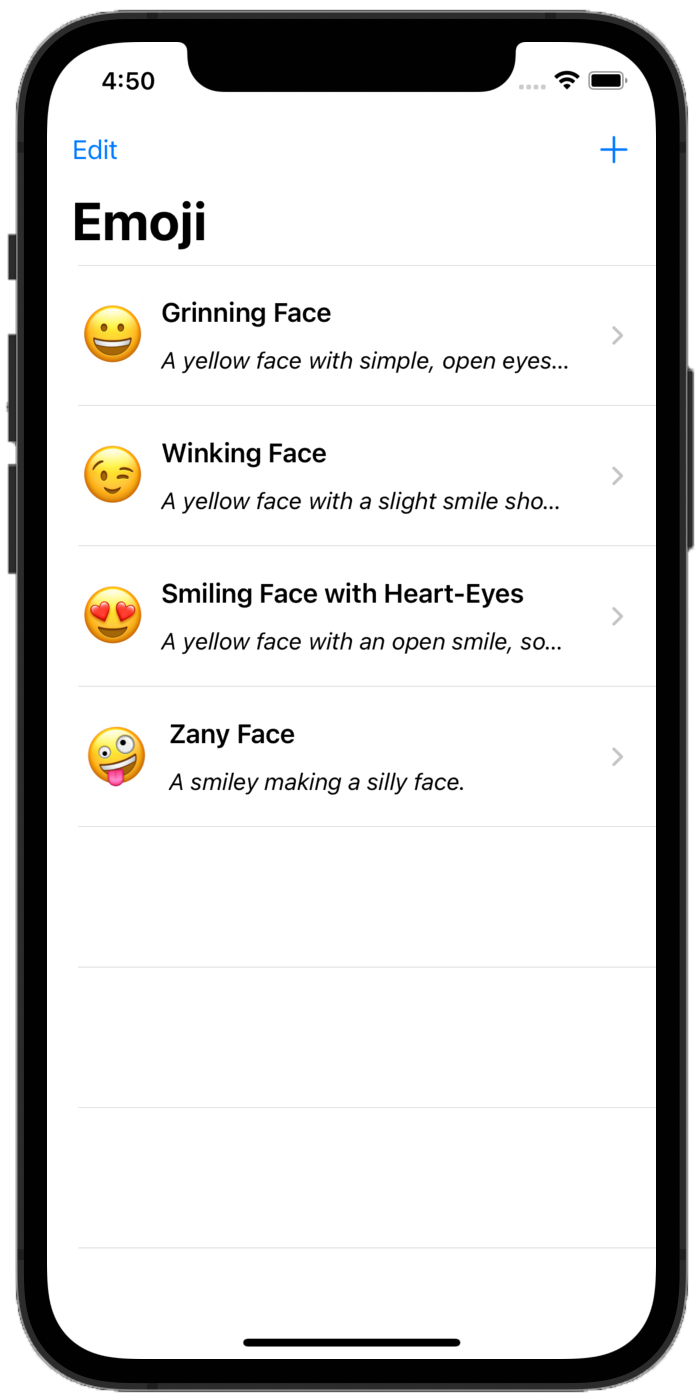 4:50
Edit
Emoji
Grinning Face
A yellow face with simple, open eyes...
Winking Face
A yellow face with a slight smile sho...
Smiling Face with Heart-Eyes
A yellow face with an open smile, so...
Zany Face
A smiley making a silly face.